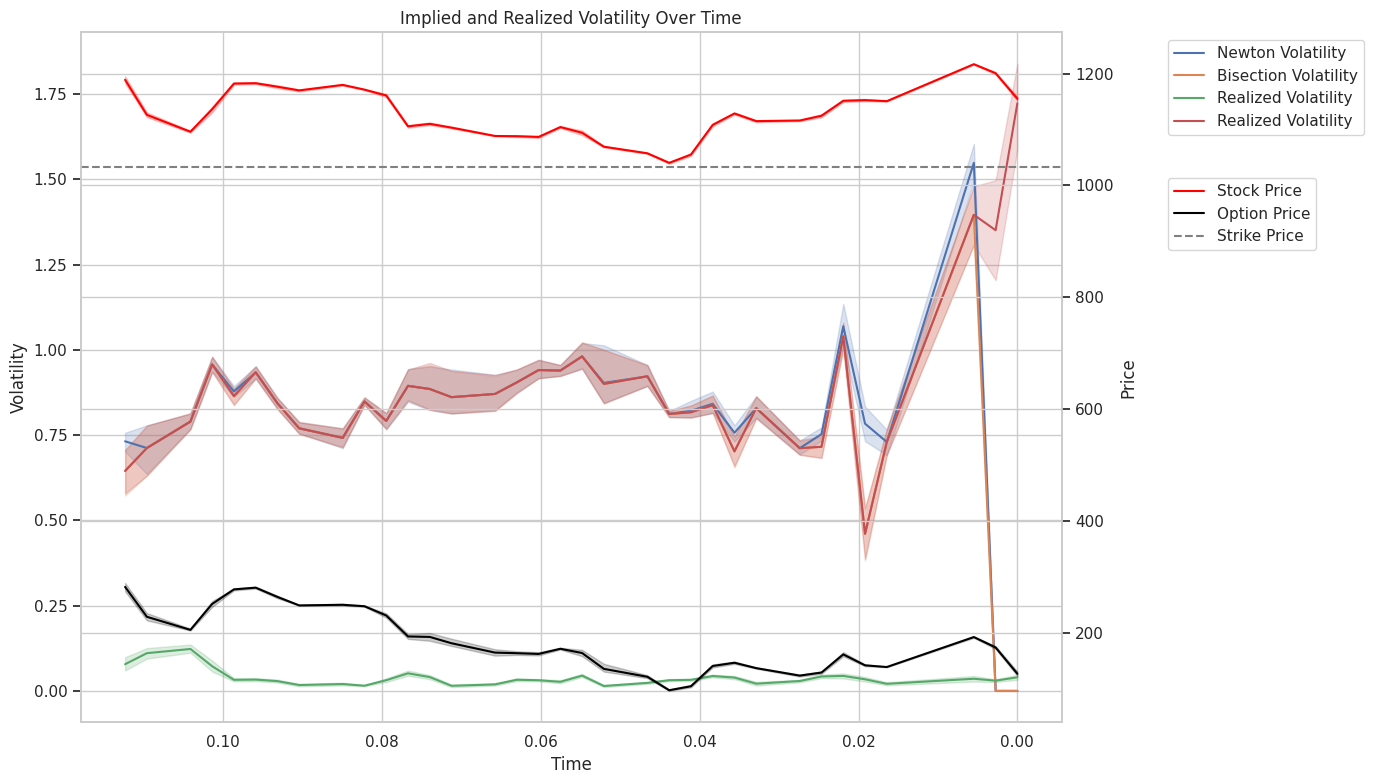 Implied and Realized Volatility Over Time
Volatility
1.75
1.50
1.25
1.00
0.75
0.50
0.25
0.00
0.10
0.08
0.06
0.04
0.02
0.00
Time
1200
1000
800
600
400
200
Price
Newton Volatility
Bisection Volatility
Realized Volatility
Realized Volatility
Stock Price
Option Price
Strike Price